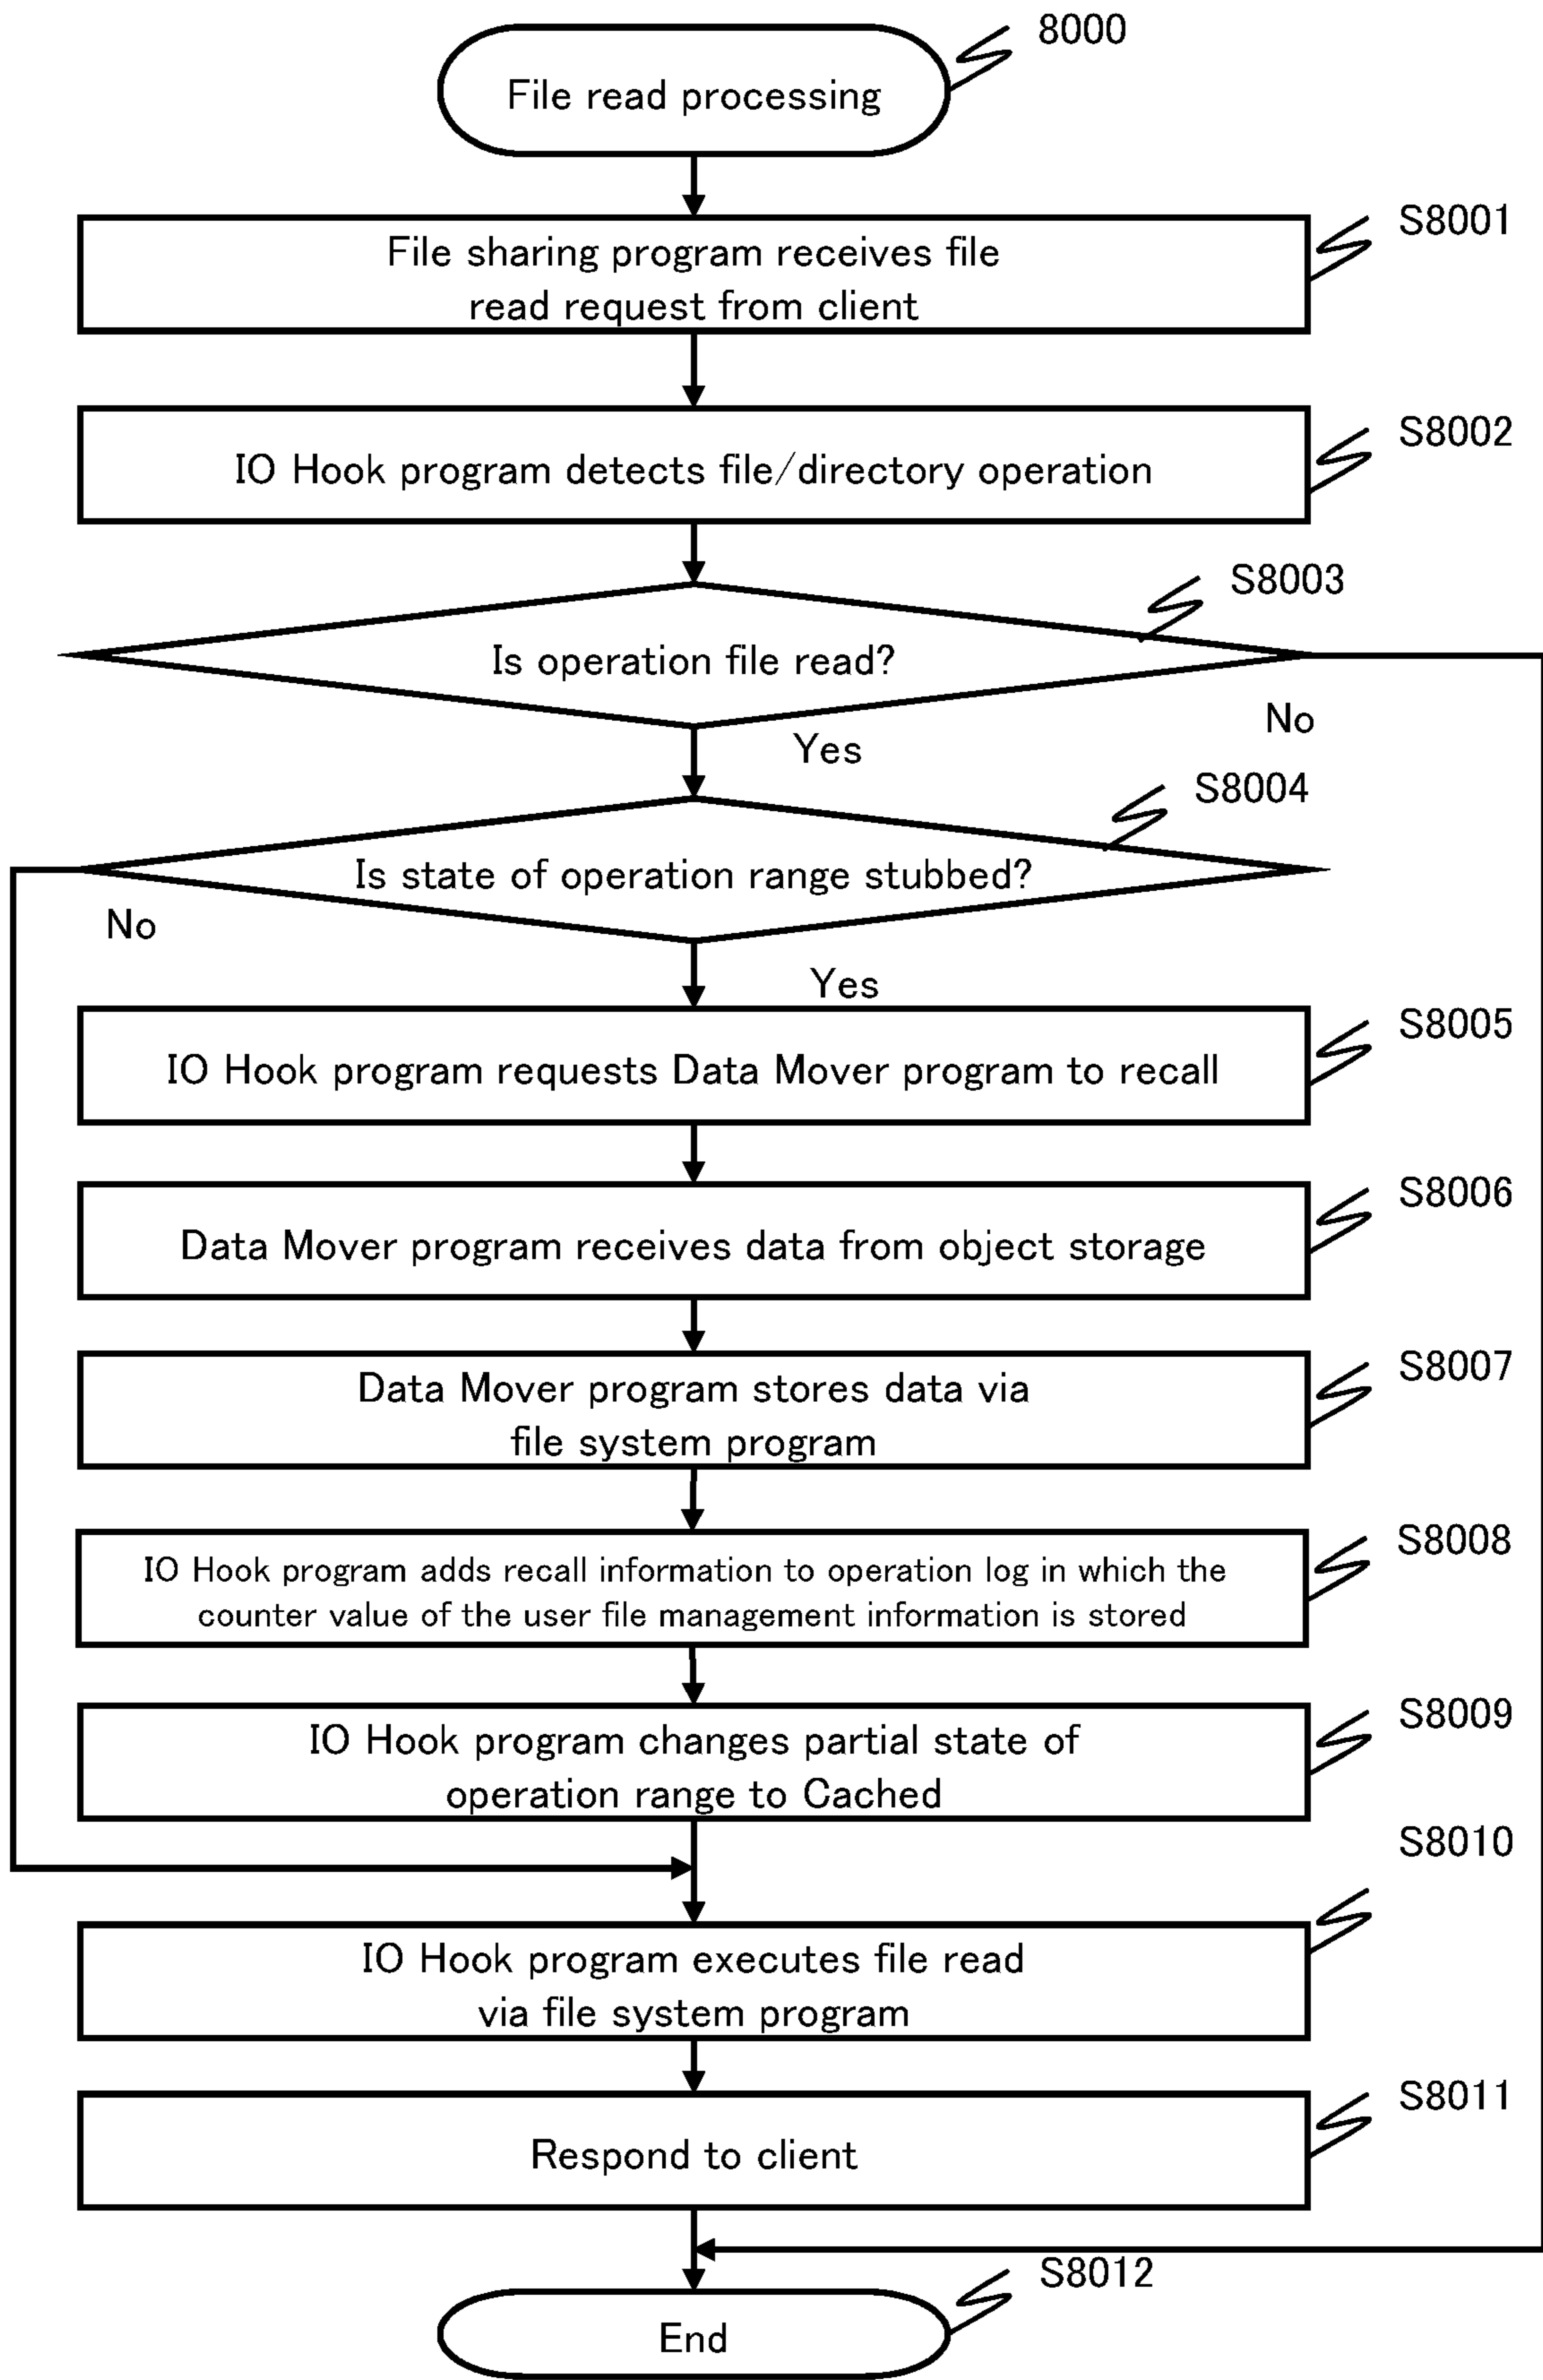 8000
File read processing
S8001
File sharing program receives file
read request from client
S8002
IO Hook program detects file/directory operation
S8003
Is operation file read?
No
Yes
S8004
Is state of operation range stubbed?
No
Yes
S8005
IO Hook program requests Data Mover program to recall
S8006
Data Mover program receives data from object storage
S8007
Data Mover program stores data via
file system program
S8008
IO Hook program adds recall information to operation log in which the
counter value of the user file management information is stored
S8009
IO Hook program changes partial state of
operation range to Cached
S8010
IO Hook program executes file read
via file system program
S8011
Respond to client
S8012
End